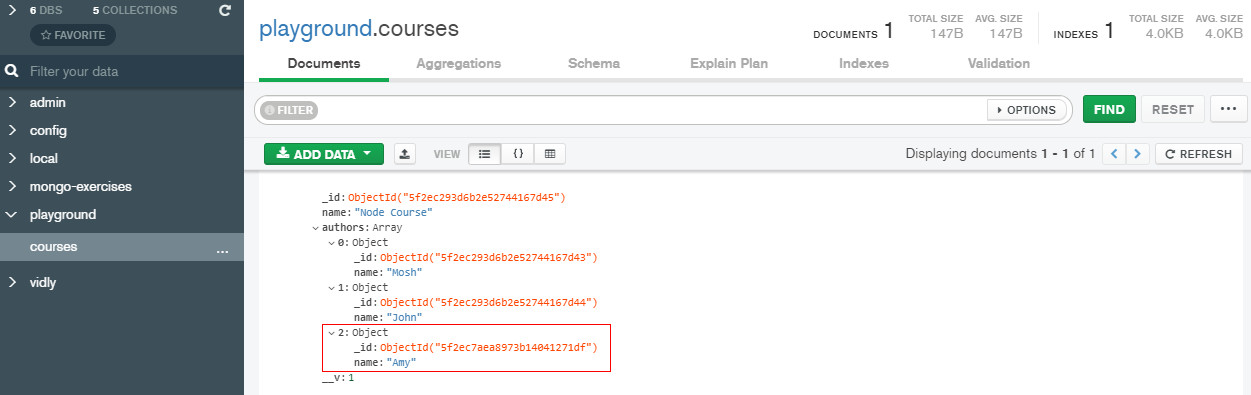 6 DBS 5 COLLECTIONS
FAVORITE
Filter your data
admin
config
local
mongo-exercises
playground
courses
...
vidly
playground.courses
DOCUMENTS 1 TOTAL SIZE 147B AVG. SIZE 147B
INDEXES 1 TOTAL SIZE 4.0KB AVG. SIZE 4.0KB
Documents Aggregations Schema Explain Plan Indexes Validation
FILTER OPTIONS FIND RESET ...
ADD DATA VIEW {} Displaying documents 1 - 1 of 1 < > REFRESH
_id: ObjectId("5f2ec293d6b2e52744167d45")
name: "Node Course"
authors: Array
0: Object
_id: ObjectId("5f2ec293d6b2e52744167d43")
name: "Mosh"
1: Object
_id: ObjectId("5f2ec293d6b2e52744167d44")
name: "John"
2: Object
_id: ObjectId("5f2ec7aea8973b14041271df")
name: "Amy"
__v: 1